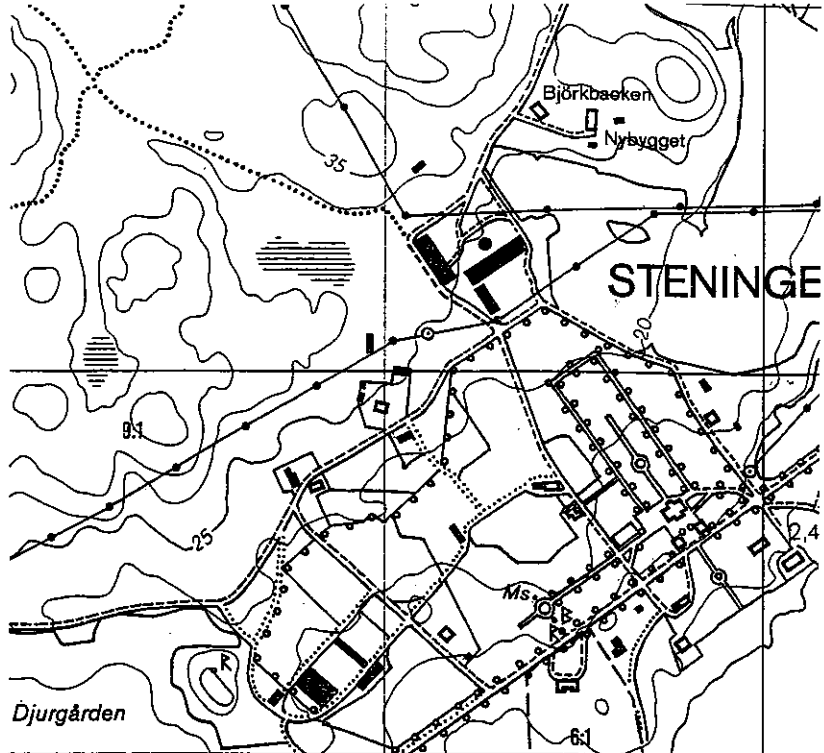 Björkbacken
Nybygget
35
STENINGE
20
9:1
25
2,4
Ms
Djurgården
6:1